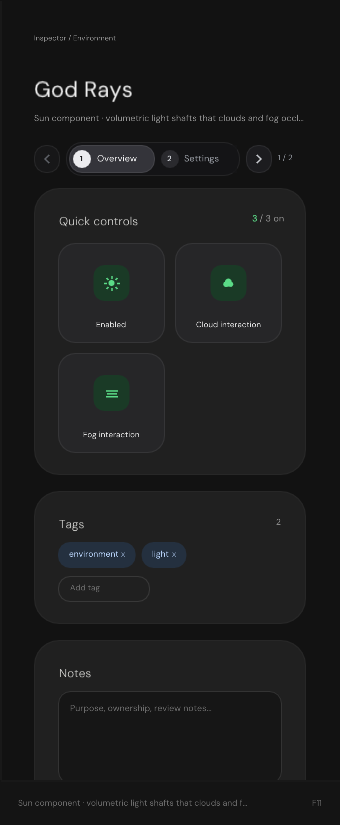 Inspector / Environment
God Rays
Sun component · volumetric light shafts that clouds and fog occl...
1 Overview 2 Settings 1 / 2
Quick controls 3 / 3 on
Enabled Cloud interaction
Fog interaction
Tags 2
environment x light x
Add tag
Notes
Purpose, ownership, review notes...
Sun component · volumetric light shafts that clouds and f... F11